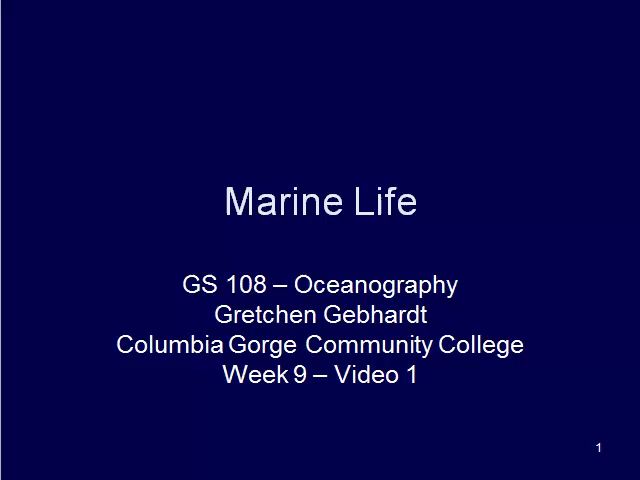 Marine Life
GS 108 – Oceanography
Gretchen Gebhardt
Columbia Gorge Community College
Week 9 – Video 1
1